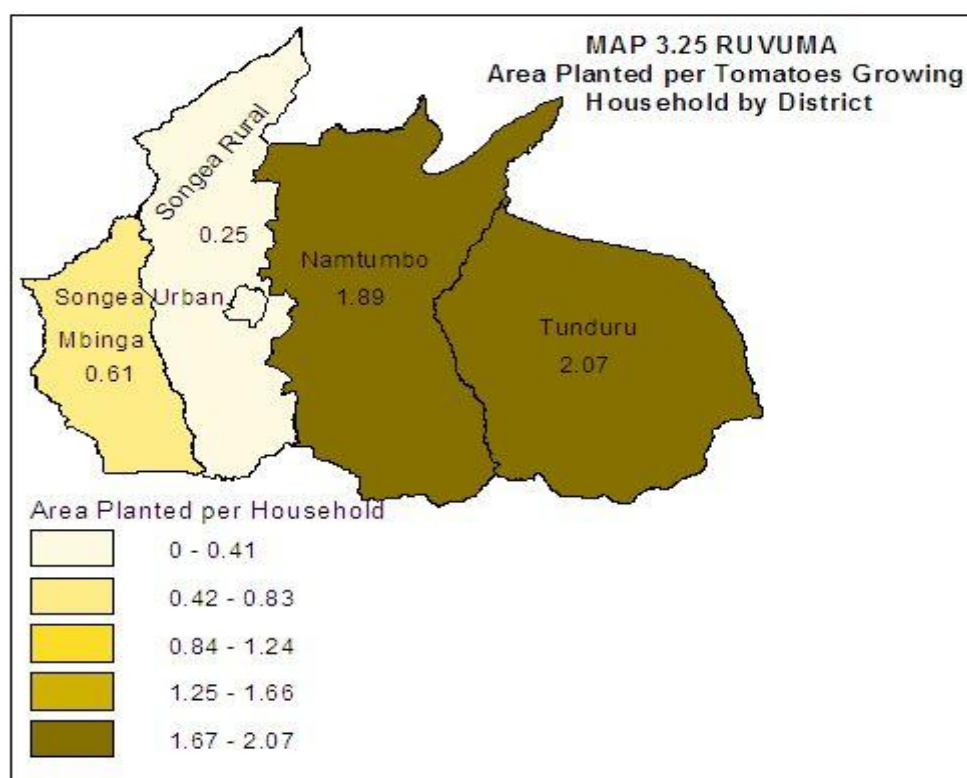 MAP 3.25 RUVUMA
Area Planted per Tomatoes Growing
Household by District
Songea Rural
0.25
Namtumbo
1.89
Songea Urban
Mbinga
0.61
Tunduru
2.07
Area Planted per Household
0 - 0.41
0.42 - 0.83
0.84 - 1.24
1.25 - 1.66
1.67 - 2.07